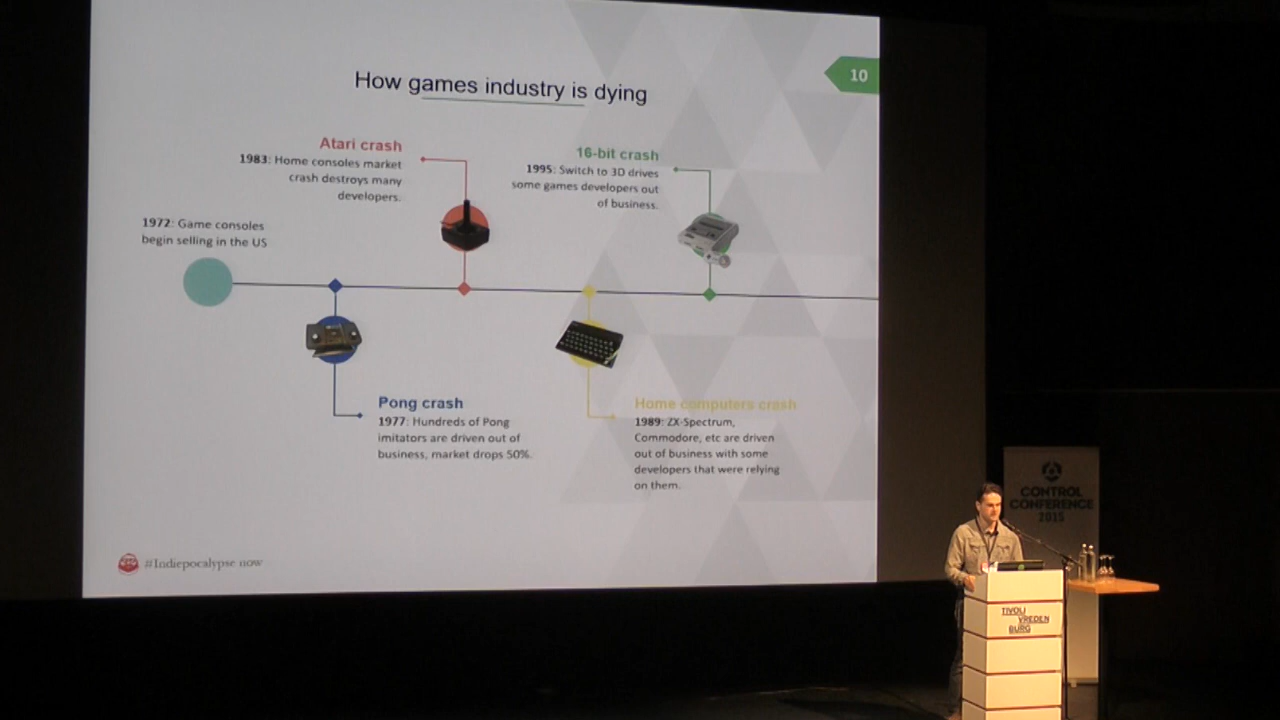 How games industry is dying
10
Atari crash
1983: Home consoles market
crash destroys many
developers.
16-bit crash
1995: Switch to 3D drives
some games developers out
of business.
1972: Game consoles
begin selling in the US
Pong crash
1977: Hundreds of Pong
imitators are driven out of
business, market drops 50%.
Home computers crash
1989: ZX-Spectrum,
Commodore, etc are driven
out of business with some
developers that were relying
on them.
#Indiepocalypse now
CONTROL
CONFERENCE
2015
TIVOLI
VREDEN
BURG